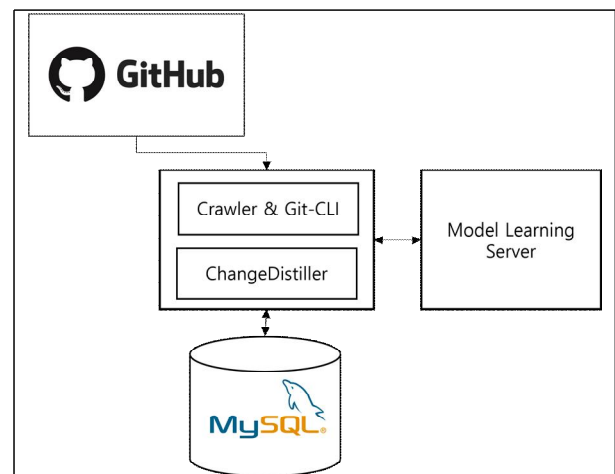 GitHub
Crawler & Git-CLI
ChangeDistiller
Model Learning
Server
MySQL®